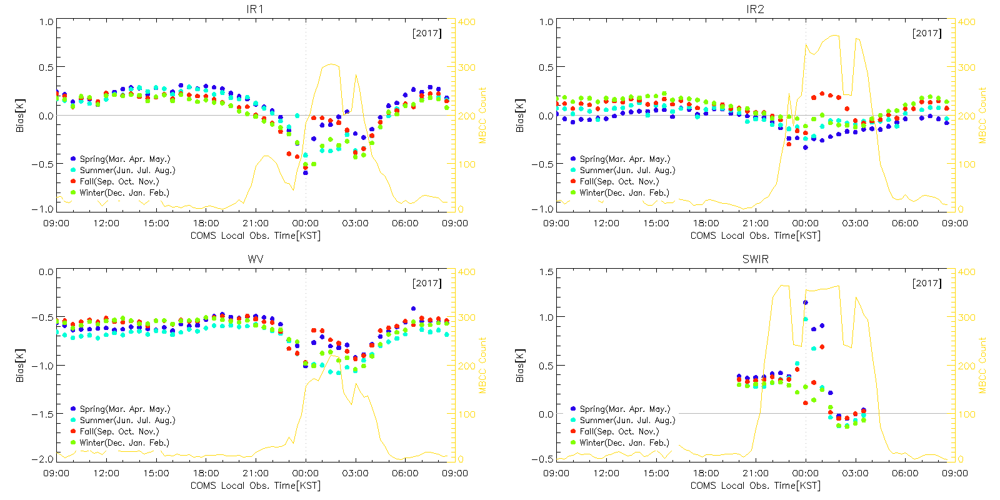 IR1
[2017]
1.0
0.5
0.0
−0.5
−1.0
Bias[K]
400
300
200
100
0
MBCC Count
Spring(Mar. Apr. May.)
Summer(Jun. Jul. Aug.)
Fall(Sep. Oct. Nov.)
Winter(Dec. Jan. Feb.)
09:00 12:00 15:00 18:00 21:00 00:00 03:00 06:00 09:00
COMS Local Obs. Time[KST]
IR2
[2017]
1.0
0.5
0.0
−0.5
−1.0
Bias[K]
400
300
200
100
0
MBCC Count
Spring(Mar. Apr. May.)
Summer(Jun. Jul. Aug.)
Fall(Sep. Oct. Nov.)
Winter(Dec. Jan. Feb.)
09:00 12:00 15:00 18:00 21:00 00:00 03:00 06:00 09:00
COMS Local Obs. Time[KST]
WV
[2017]
0.0
−0.5
−1.0
−1.5
−2.0
Bias[K]
400
300
200
100
0
MBCC Count
Spring(Mar. Apr. May.)
Summer(Jun. Jul. Aug.)
Fall(Sep. Oct. Nov.)
Winter(Dec. Jan. Feb.)
09:00 12:00 15:00 18:00 21:00 00:00 03:00 06:00 09:00
COMS Local Obs. Time[KST]
SWIR
[2017]
1.5
1.0
0.5
0.0
−0.5
Bias[K]
400
300
200
100
0
MBCC Count
Spring(Mar. Apr. May.)
Summer(Jun. Jul. Aug.)
Fall(Sep. Oct. Nov.)
Winter(Dec. Jan. Feb.)
09:00 12:00 15:00 18:00 21:00 00:00 03:00 06:00 09:00
COMS Local Obs. Time[KST]